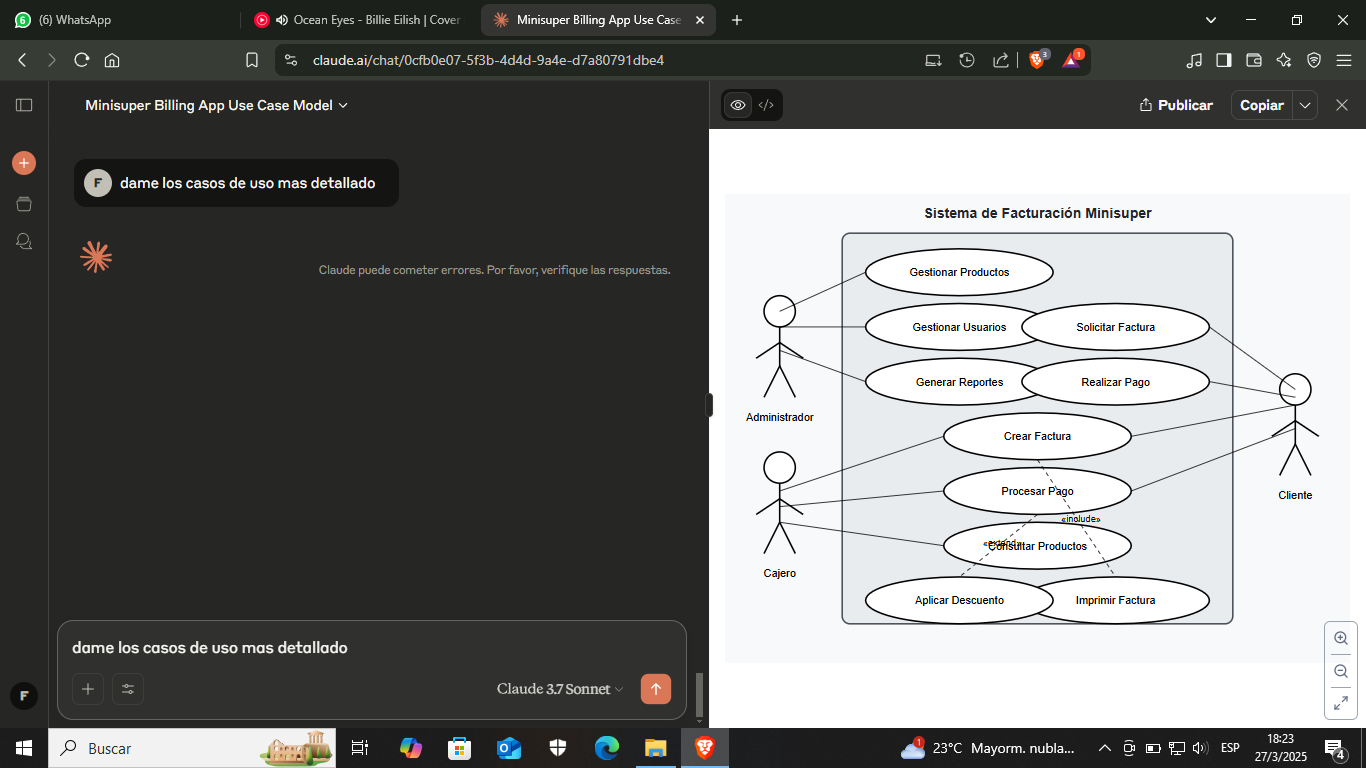 (6) WhatsApp
Ocean Eyes - Billie Eilish | Cover
Minisuper Billing App Use Case
claude.ai/chat/0cfb0e07-5f3b-4d4d-9a4e-d7a80791dbe4
3
1
Minisuper Billing App Use Case Model
Publicar
Copiar
F
dame los casos de uso mas detallado
Claude puede cometer errores. Por favor, verifique las respuestas.
Sistema de Facturación Minisuper
Gestionar Productos
Gestionar Usuarios
Solicitar Factura
Generar Reportes
Realizar Pago
Administrador
Crear Factura
Procesar Pago
Cliente
«include»
«extend»
Consultar Productos
Cajero
Aplicar Descuento
Imprimir Factura
dame los casos de uso mas detallado
Claude 3.7 Sonnet
F
Buscar
1
23°C Mayorm. nubla...
ESP
18:23
27/3/2025
4